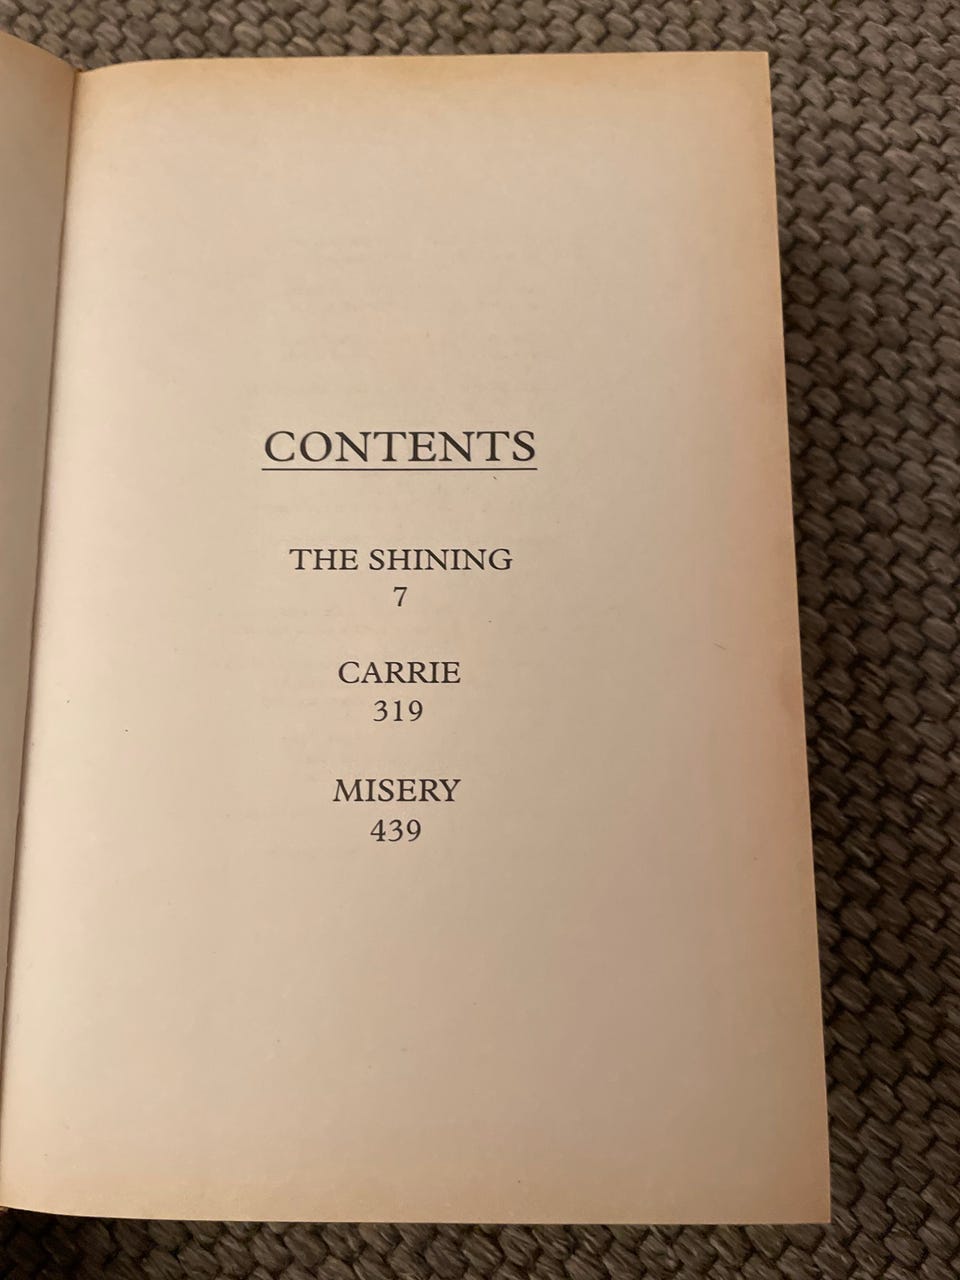 CONTENTS
THE SHINING
7
CARRIE
319
MISERY
439